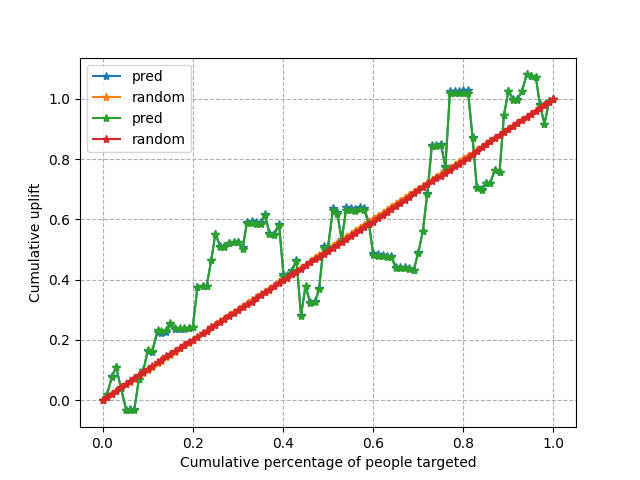 pred
random
pred
random
1.0
0.8
0.6
0.4
0.2
0.0
Cumulative uplift
0.0 0.2 0.4 0.6 0.8 1.0
Cumulative percentage of people targeted